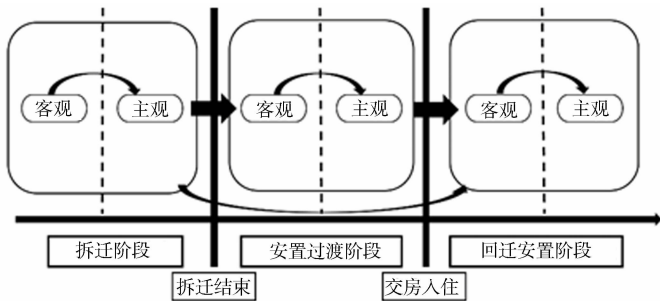 客观
主观
客观
主观
客观
主观
拆迁阶段
安置过渡阶段
回迁安置阶段
拆迁结束
交房入住